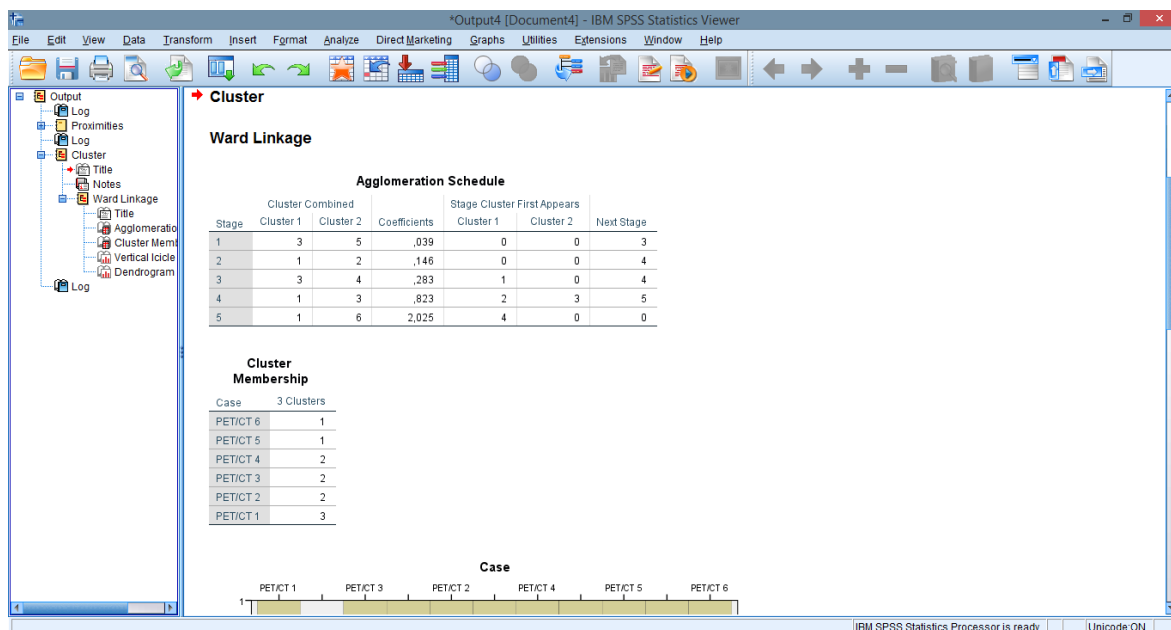 *Output4 [Document4] - IBM SPSS Statistics Viewer
File Edit View Data Transform Insert Format Analyze Direct Marketing Graphs Utilities Extensions Window Help
Output
Log
Proximities
Log
Cluster
Title
Notes
Ward Linkage
Title
Agglomeratio
Cluster Memb
Vertical Icicle
Dendrogram
Log
Cluster
Ward Linkage
Agglomeration Schedule
Cluster Combined Stage Cluster First Appears
Stage Cluster 1 Cluster 2 Coefficients Cluster 1 Cluster 2 Next Stage
1 3 5 ,039 0 0 3
2 1 2 ,146 0 0 4
3 3 4 ,283 1 0 4
4 1 3 ,823 2 3 5
5 1 6 2,025 4 0 0
Cluster
Membership
Case 3 Clusters
PET/CT 6 1
PET/CT 5 1
PET/CT 4 2
PET/CT 3 2
PET/CT 2 2
PET/CT 1 3
Case
PET/CT 1 PET/CT 3 PET/CT 2 PET/CT 4 PET/CT 5 PET/CT 6
1
IBM SPSS Statistics Processor is ready Unicode:ON